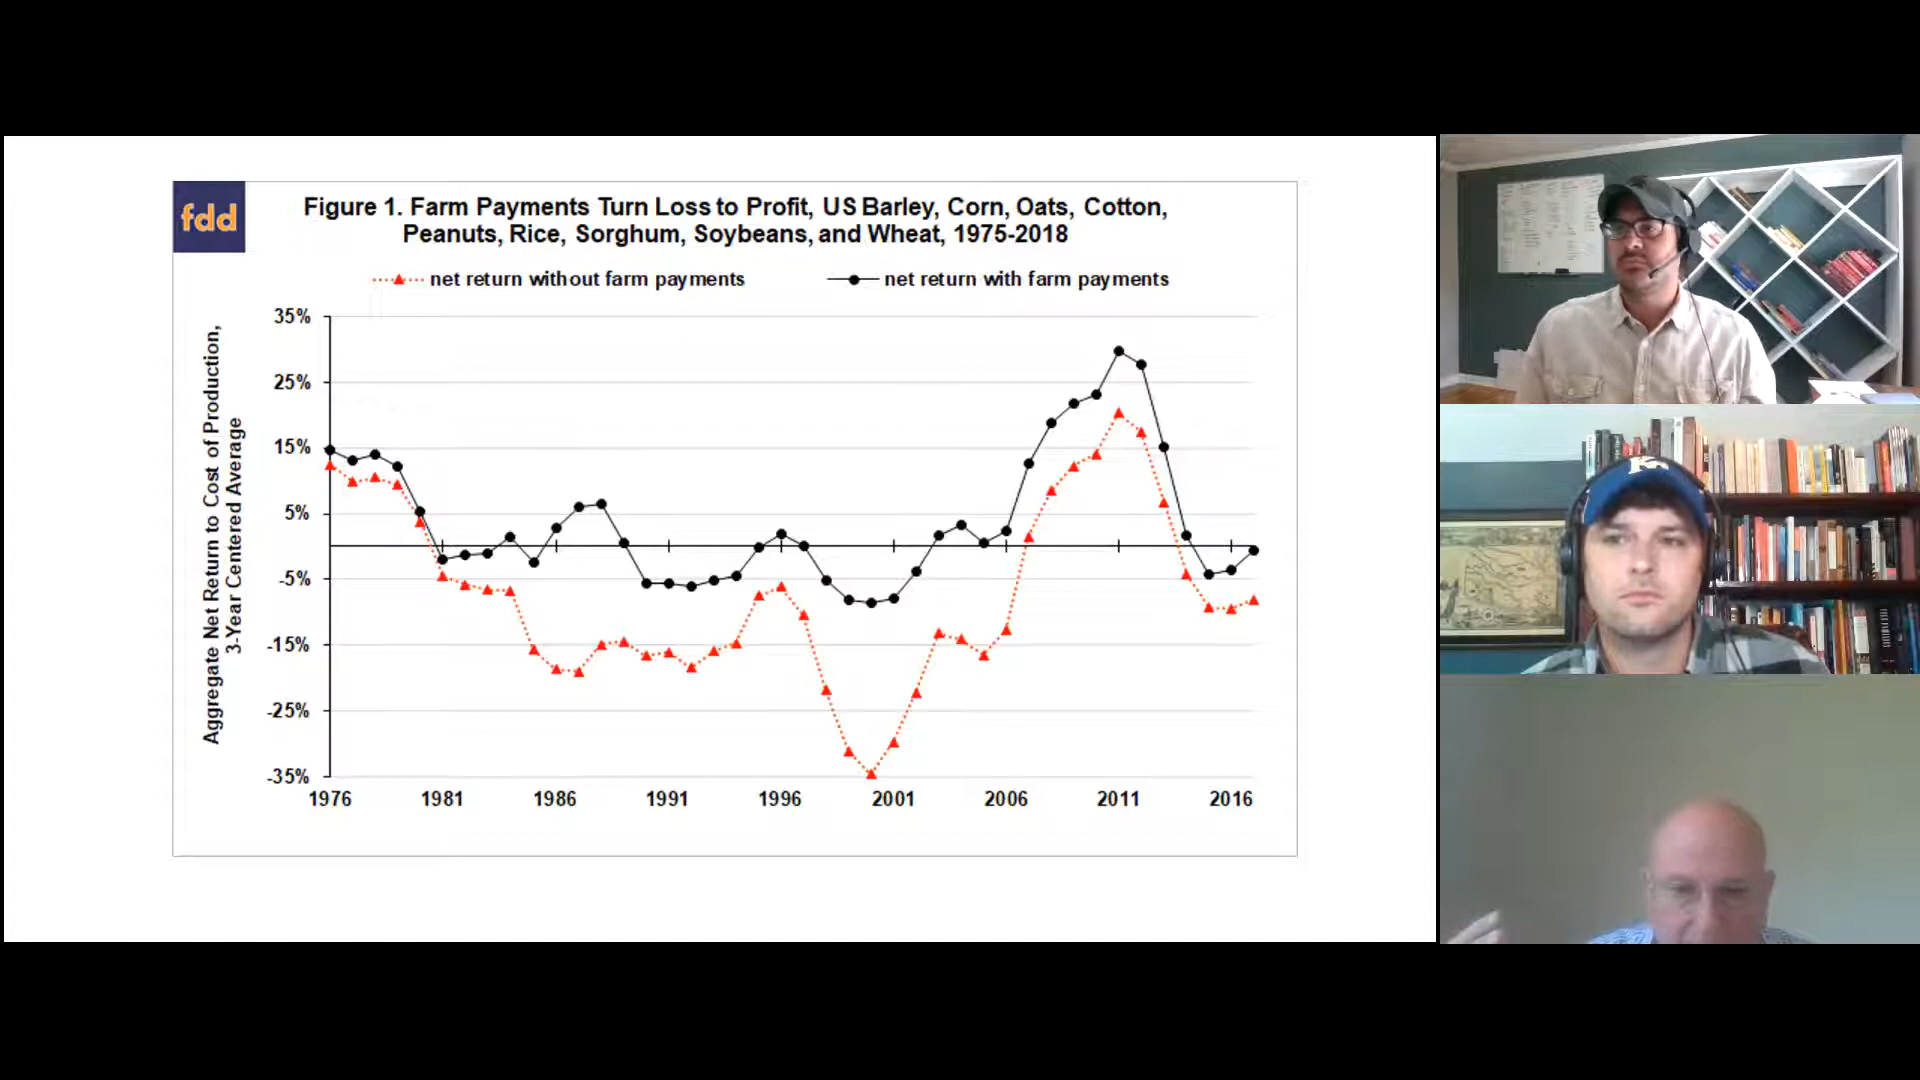 fdd
Figure 1. Farm Payments Turn Loss to Profit, US Barley, Corn, Oats, Cotton,
Peanuts, Rice, Sorghum, Soybeans, and Wheat, 1975-2018
net return without farm payments
net return with farm payments
Aggregate Net Return to Cost of Production,
3-Year Centered Average
35%
25%
15%
5%
-5%
-15%
-25%
-35%
1976 1981 1986 1991 1996 2001 2006 2011 2016